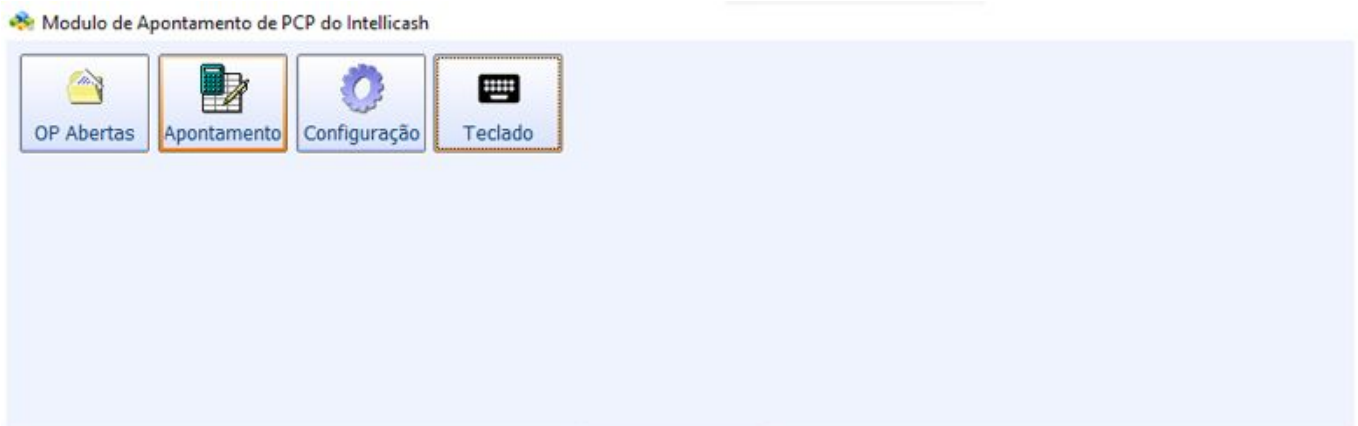 Modulo de Apontamento de PCP do Intellicash
OP Abertas Apontamento Configuração Teclado